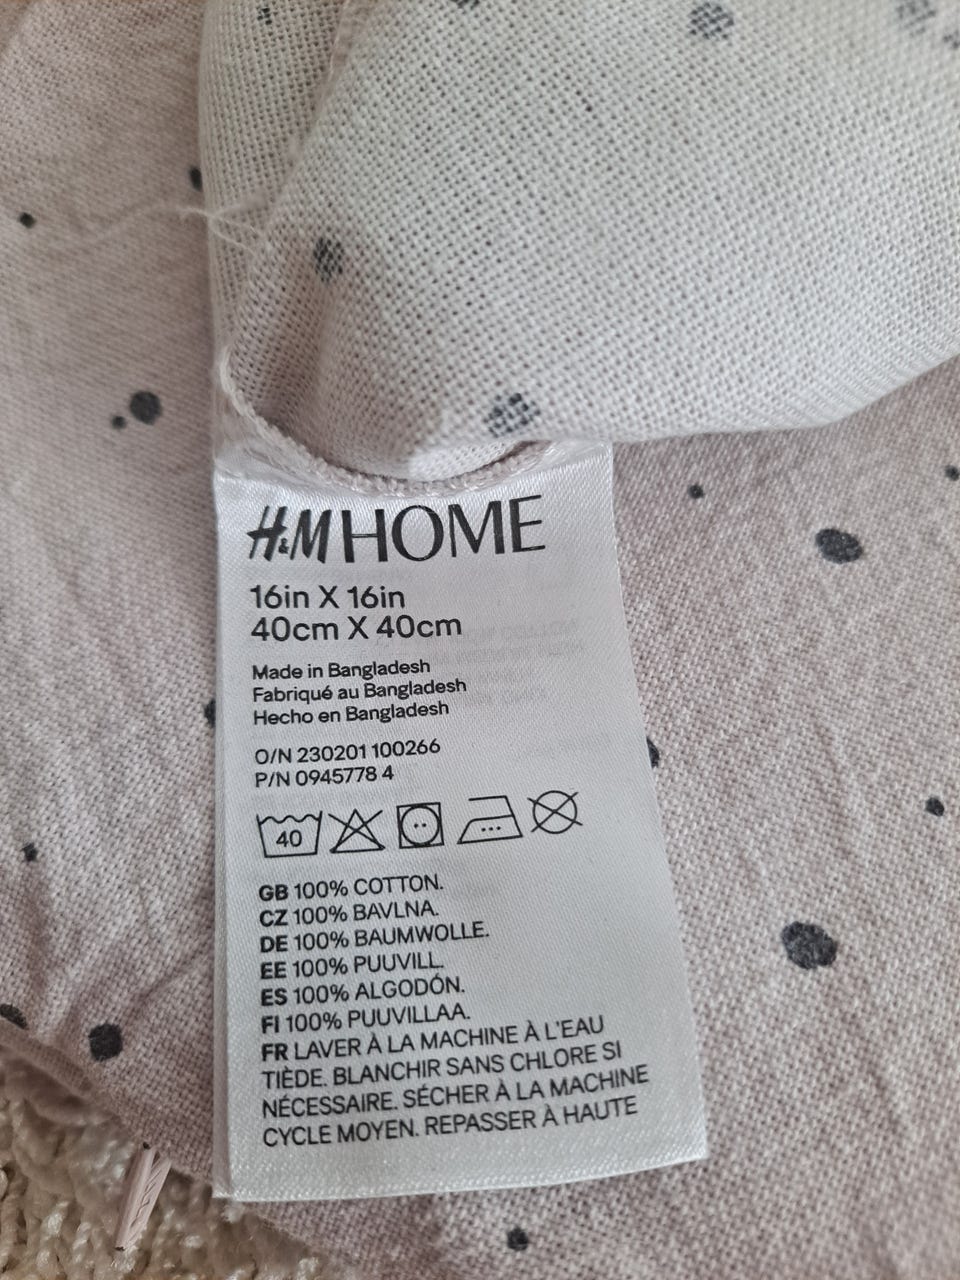 H&M HOME
16in X 16in
40cm X 40cm
Made in Bangladesh
Fabriqué au Bangladesh
Hecho en Bangladesh
O/N 230201 100266
P/N 0945778 4
40
GB 100% COTTON.
CZ 100% BAVLNA.
DE 100% BAUMWOLLE.
EE 100% PUUVILL.
ES 100% ALGODÓN.
FI 100% PUUVILLAA.
FR LAVER À LA MACHINE À L'EAU
TIÈDE. BLANCHIR SANS CHLORE SI
NÉCESSAIRE. SÉCHER À LA MACHINE
CYCLE MOYEN. REPASSER À HAUTE